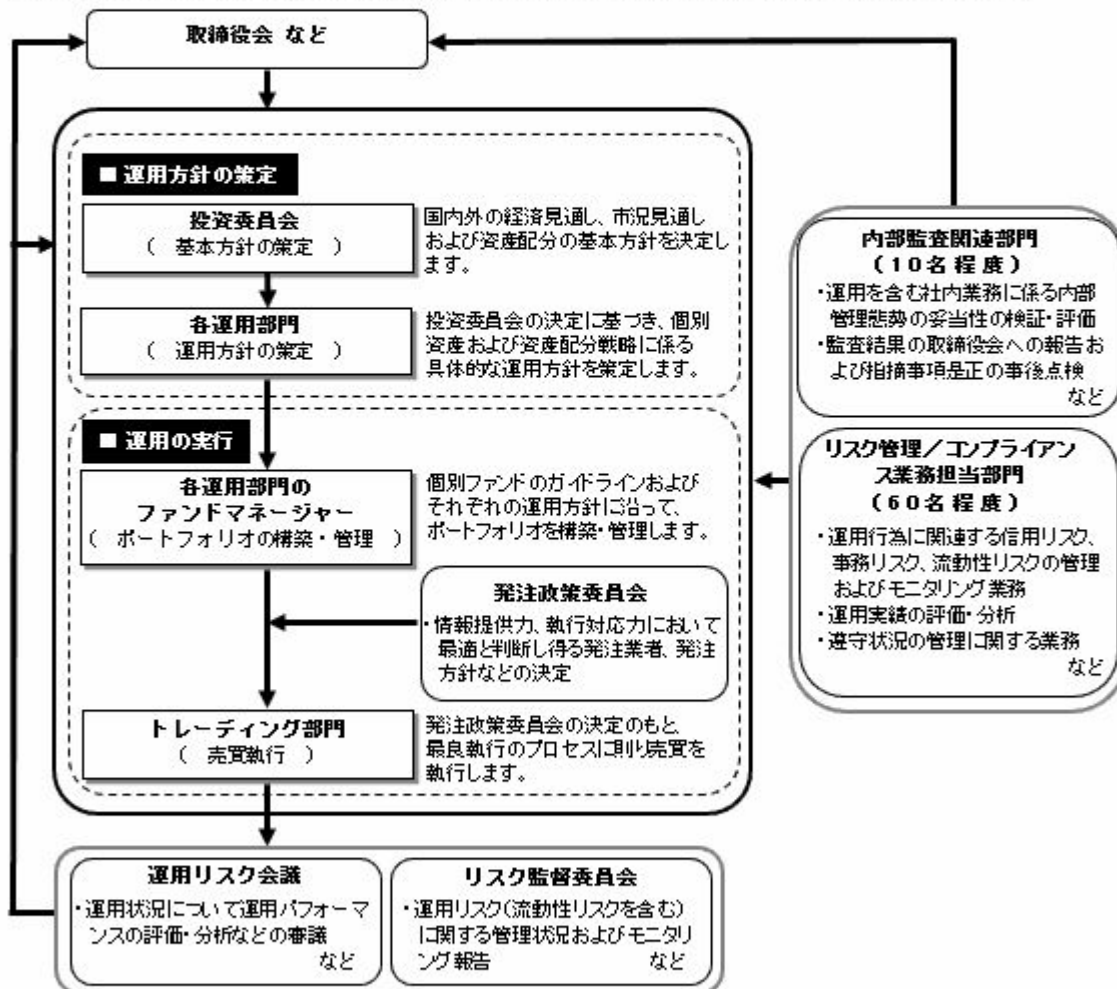 取締役会 など
■ 運用方針の策定
投資委員会
( 基本方針の策定 )
国内外の経済見通し、市況見通し
および資産配分の基本方針を決定し
ます。
各運用部門
( 運用方針の策定 )
投資委員会の決定に基づき、個別
資産および資産配分戦略に係る
具体的な運用方針を策定します。
■ 運用の実行
各運用部門の
ファンドマネージャー
( ポートフォリオの構築・管理 )
個別ファンドのガイドラインおよび
それぞれの運用方針に沿って、
ポートフォリオを構築・管理します。
発注政策委員会
・情報提供力、執行対応力において
最適と判断し得る発注業者、発注
方針などの決定
トレーディング部門
( 売買執行 )
発注政策委員会の決定のもと、
最良執行のプロセスに則り売買を
執行します。
運用リスク会議
・運用状況について運用パフォーマ
ンスの評価・分析などの審議
など
リスク監督委員会
・運用リスク(流動性リスクを含む)
に関する管理状況およびモニタリ
ング報告 など
内部監査関連部門
(10名程度)
・運用を含む社内業務に係る内部
管理態勢の妥当性の検証・評価
・監査結果の取締役会への報告お
よび指摘事項是正の事後点検
など
リスク管理/コンプライアン
ス業務担当部門
(60名程度)
・運用行為に関連する信用リスク、
事務リスク、流動性リスクの管理
およびモニタリング業務
・運用実績の評価・分析
・遵守状況の管理に関する業務
など